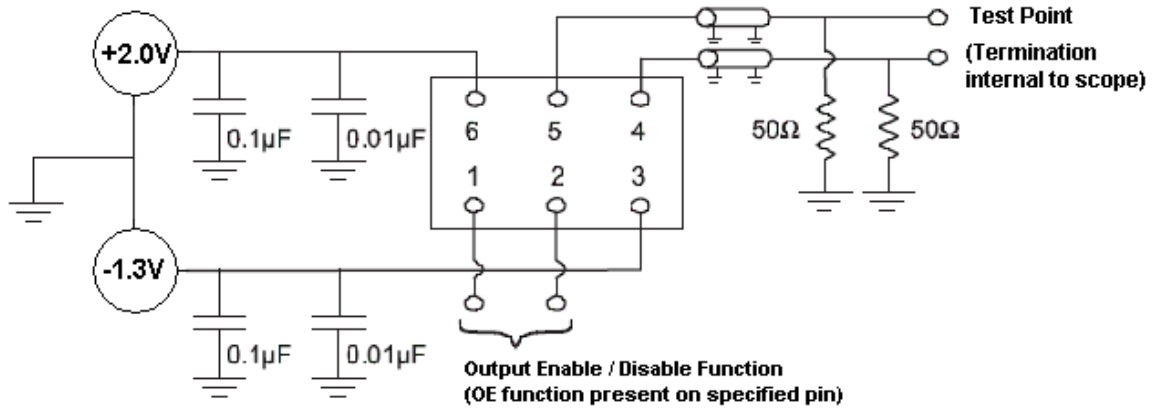 +2.0V
0.1µF
0.01µF
6
5
4
1
2
3
Test Point
(Termination
internal to scope)
50Ω
50Ω
-1.3V
0.1µF
0.01µF
Output Enable / Disable Function
(OE function present on specified pin)